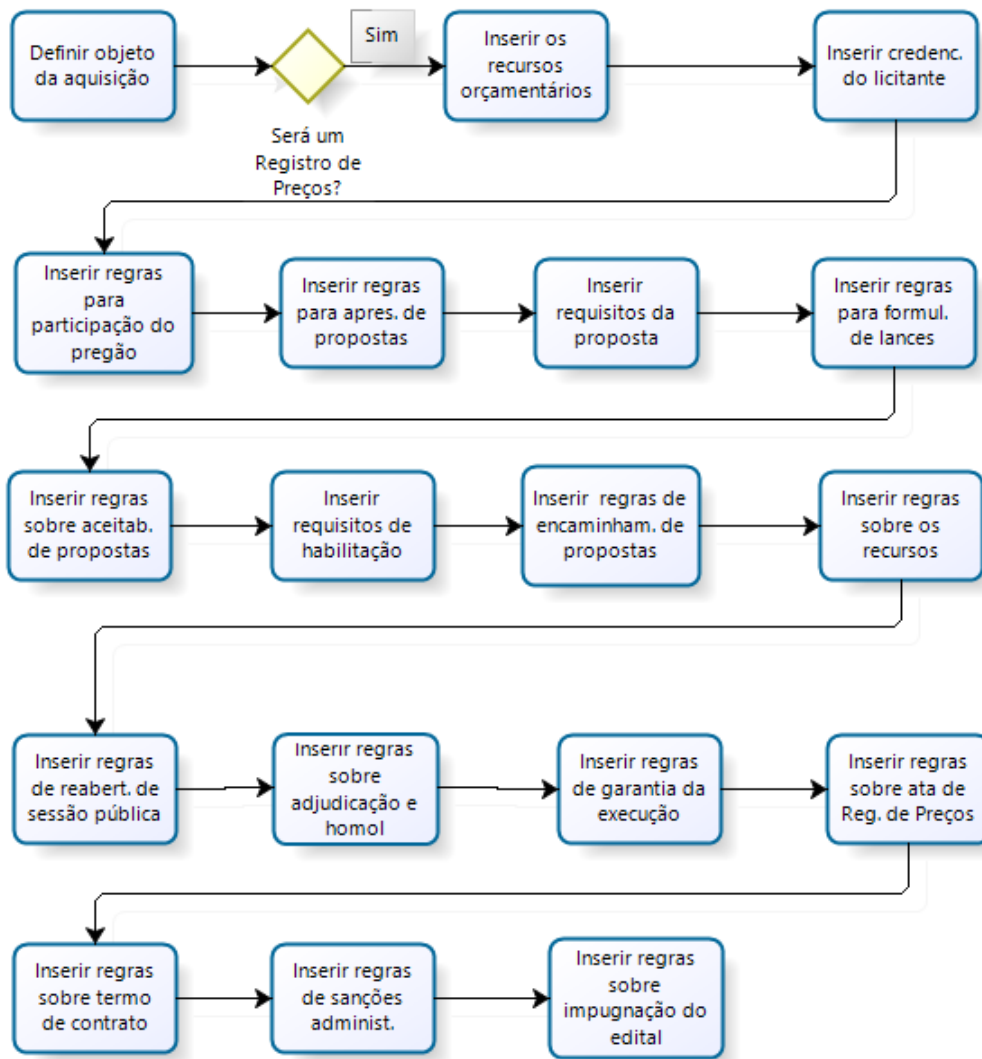 Definir objeto
da aquisição
Sim
Será um
Registro de
Preços?
Inserir os
recursos
orçamentários
Inserir credenc.
do licitante
Inserir regras
para
participação do
pregão
Inserir regras
para apres. de
propostas
Inserir
requisitos da
proposta
Inserir regras
para formul.
de lances
Inserir regras
sobre aceitab.
de propostas
Inserir
requisitos de
habilitação
Inserir  regras de
encaminham. de
propostas
Inserir regras
sobre os
recursos
Inserir regras
de reabert. de
sessão pública
Inserir regras
sobre
adjudicação e
homol
Inserir regras
de garantia da
execução
Inserir regras
sobre ata de
Reg. de Preços
Inserir regras
sobre termo
de contrato
Inserir regras
de sanções
administ.
Inserir regras
sobre
impugnação do
edital